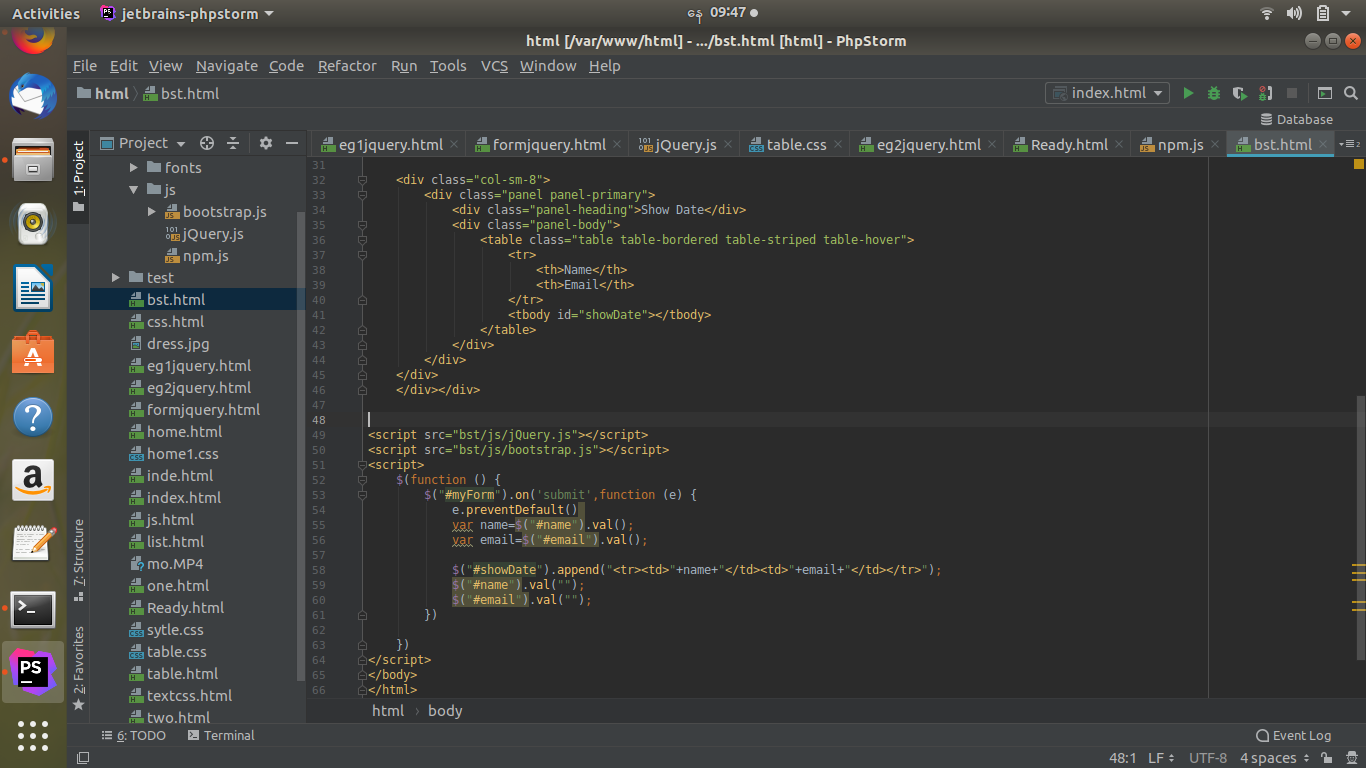 Activities jetbrains-phpstorm နေ 09:47
html [/var/www/html] - .../bst.html [html] - PhpStorm
File Edit View Navigate Code Refactor Run Tools VCS Window Help
html bst.html index.html
Database
1: Project
7: Structure
2: Favorites
Project
fonts
js
bootstrap.js
jQuery.js
npm.js
test
bst.html
css.html
dress.jpg
eg1jquery.html
eg2jquery.html
formjquery.html
home.html
home1.css
inde.html
index.html
js.html
list.html
mo.MP4
one.html
Ready.html
sytle.css
table.css
table.html
textcss.html
two.html
eg1jquery.html formjquery.html jQuery.js table.css eg2jquery.html Ready.html npm.js bst.html
31
32 <div class="col-sm-8">
33 <div class="panel panel-primary">
34 <div class="panel-heading">Show Date</div>
35 <div class="panel-body">
36 <table class="table table-bordered table-striped table-hover">
37 <tr>
38 <th>Name</th>
39 <th>Email</th>
40 </tr>
41 <tbody id="showDate"></tbody>
42 </table>
43 </div>
44 </div>
45 </div>
46 </div></div>
47
48
49 <script src="bst/js/jQuery.js"></script>
50 <script src="bst/js/bootstrap.js"></script>
51 <script>
52 $(function () {
53 $("#myForm").on('submit',function (e) {
54 e.preventDefault()
55 var name=$("#name").val();
56 var email=$("#email").val();
57
58 $("#showDate").append("<tr><td>"+name+"</td><td>"+email+"</td></tr>");
59 $("#name").val("");
60 $("#email").val("");
61 })
62
63 })
64 </script>
65 </body>
66 </html>
html › body
6: TODO Terminal Event Log
48:1 LF UTF-8 4 spaces